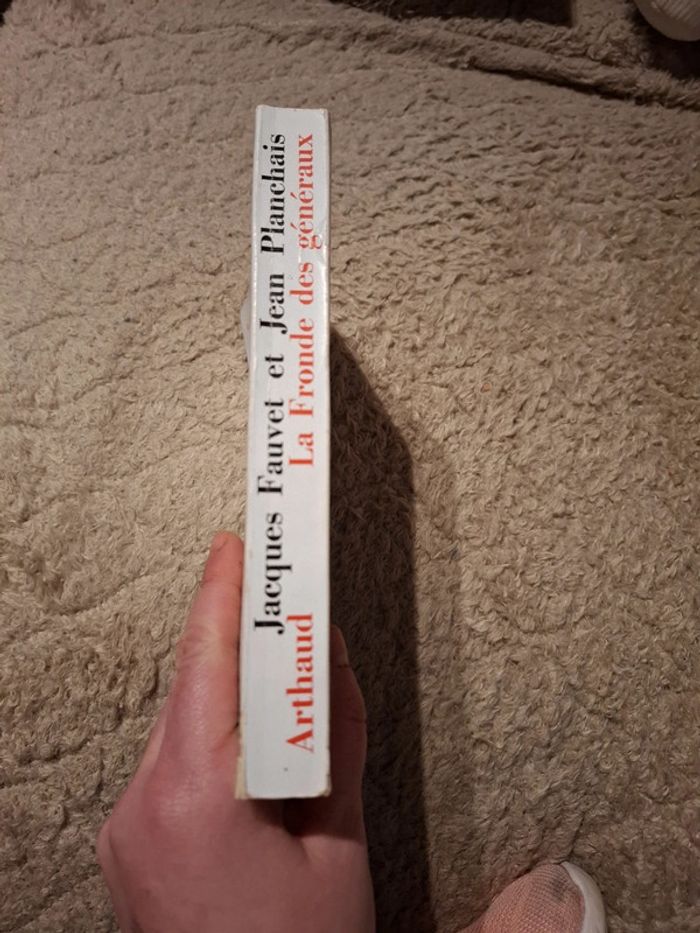 Jacques Fauvet et Jean Planchais
La Fronde des généraux
Arthaud